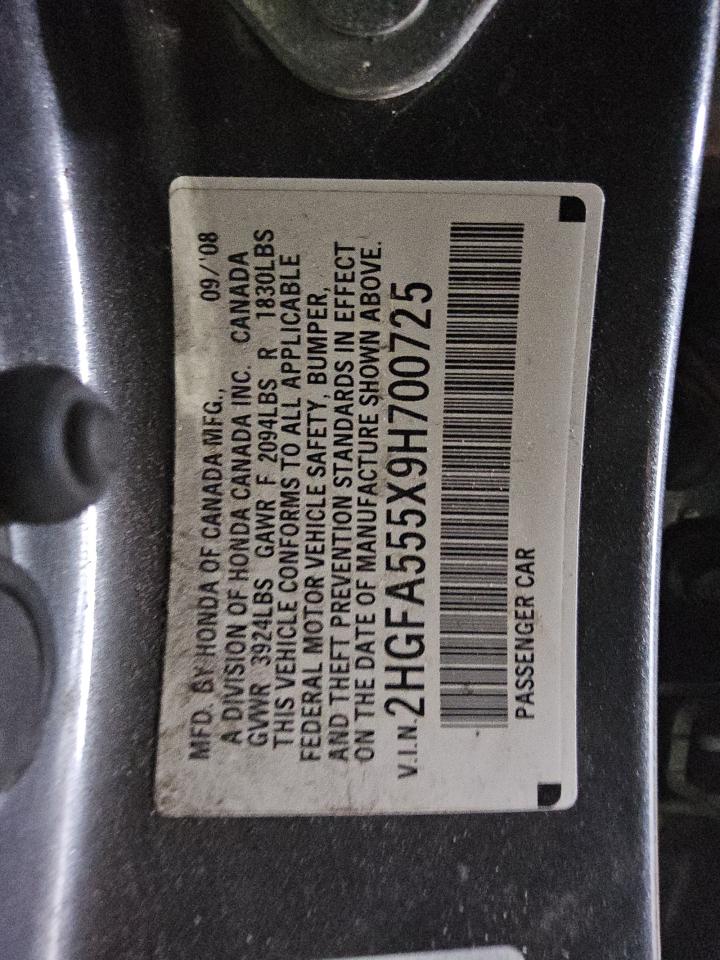 MFD. BY HONDA OF CANADA MFG., 09/'08
A DIVISION OF HONDA CANADA INC. CANADA
GVWR 3924LBS GAWR F 2094LBS R 1830LBS
THIS VEHICLE CONFORMS TO ALL APPLICABLE
FEDERAL MOTOR VEHICLE SAFETY, BUMPER,
AND THEFT PREVENTION STANDARDS IN EFFECT
ON THE DATE OF MANUFACTURE SHOWN ABOVE.
V.I.N. 2HGFA555X9H700725
PASSENGER CAR